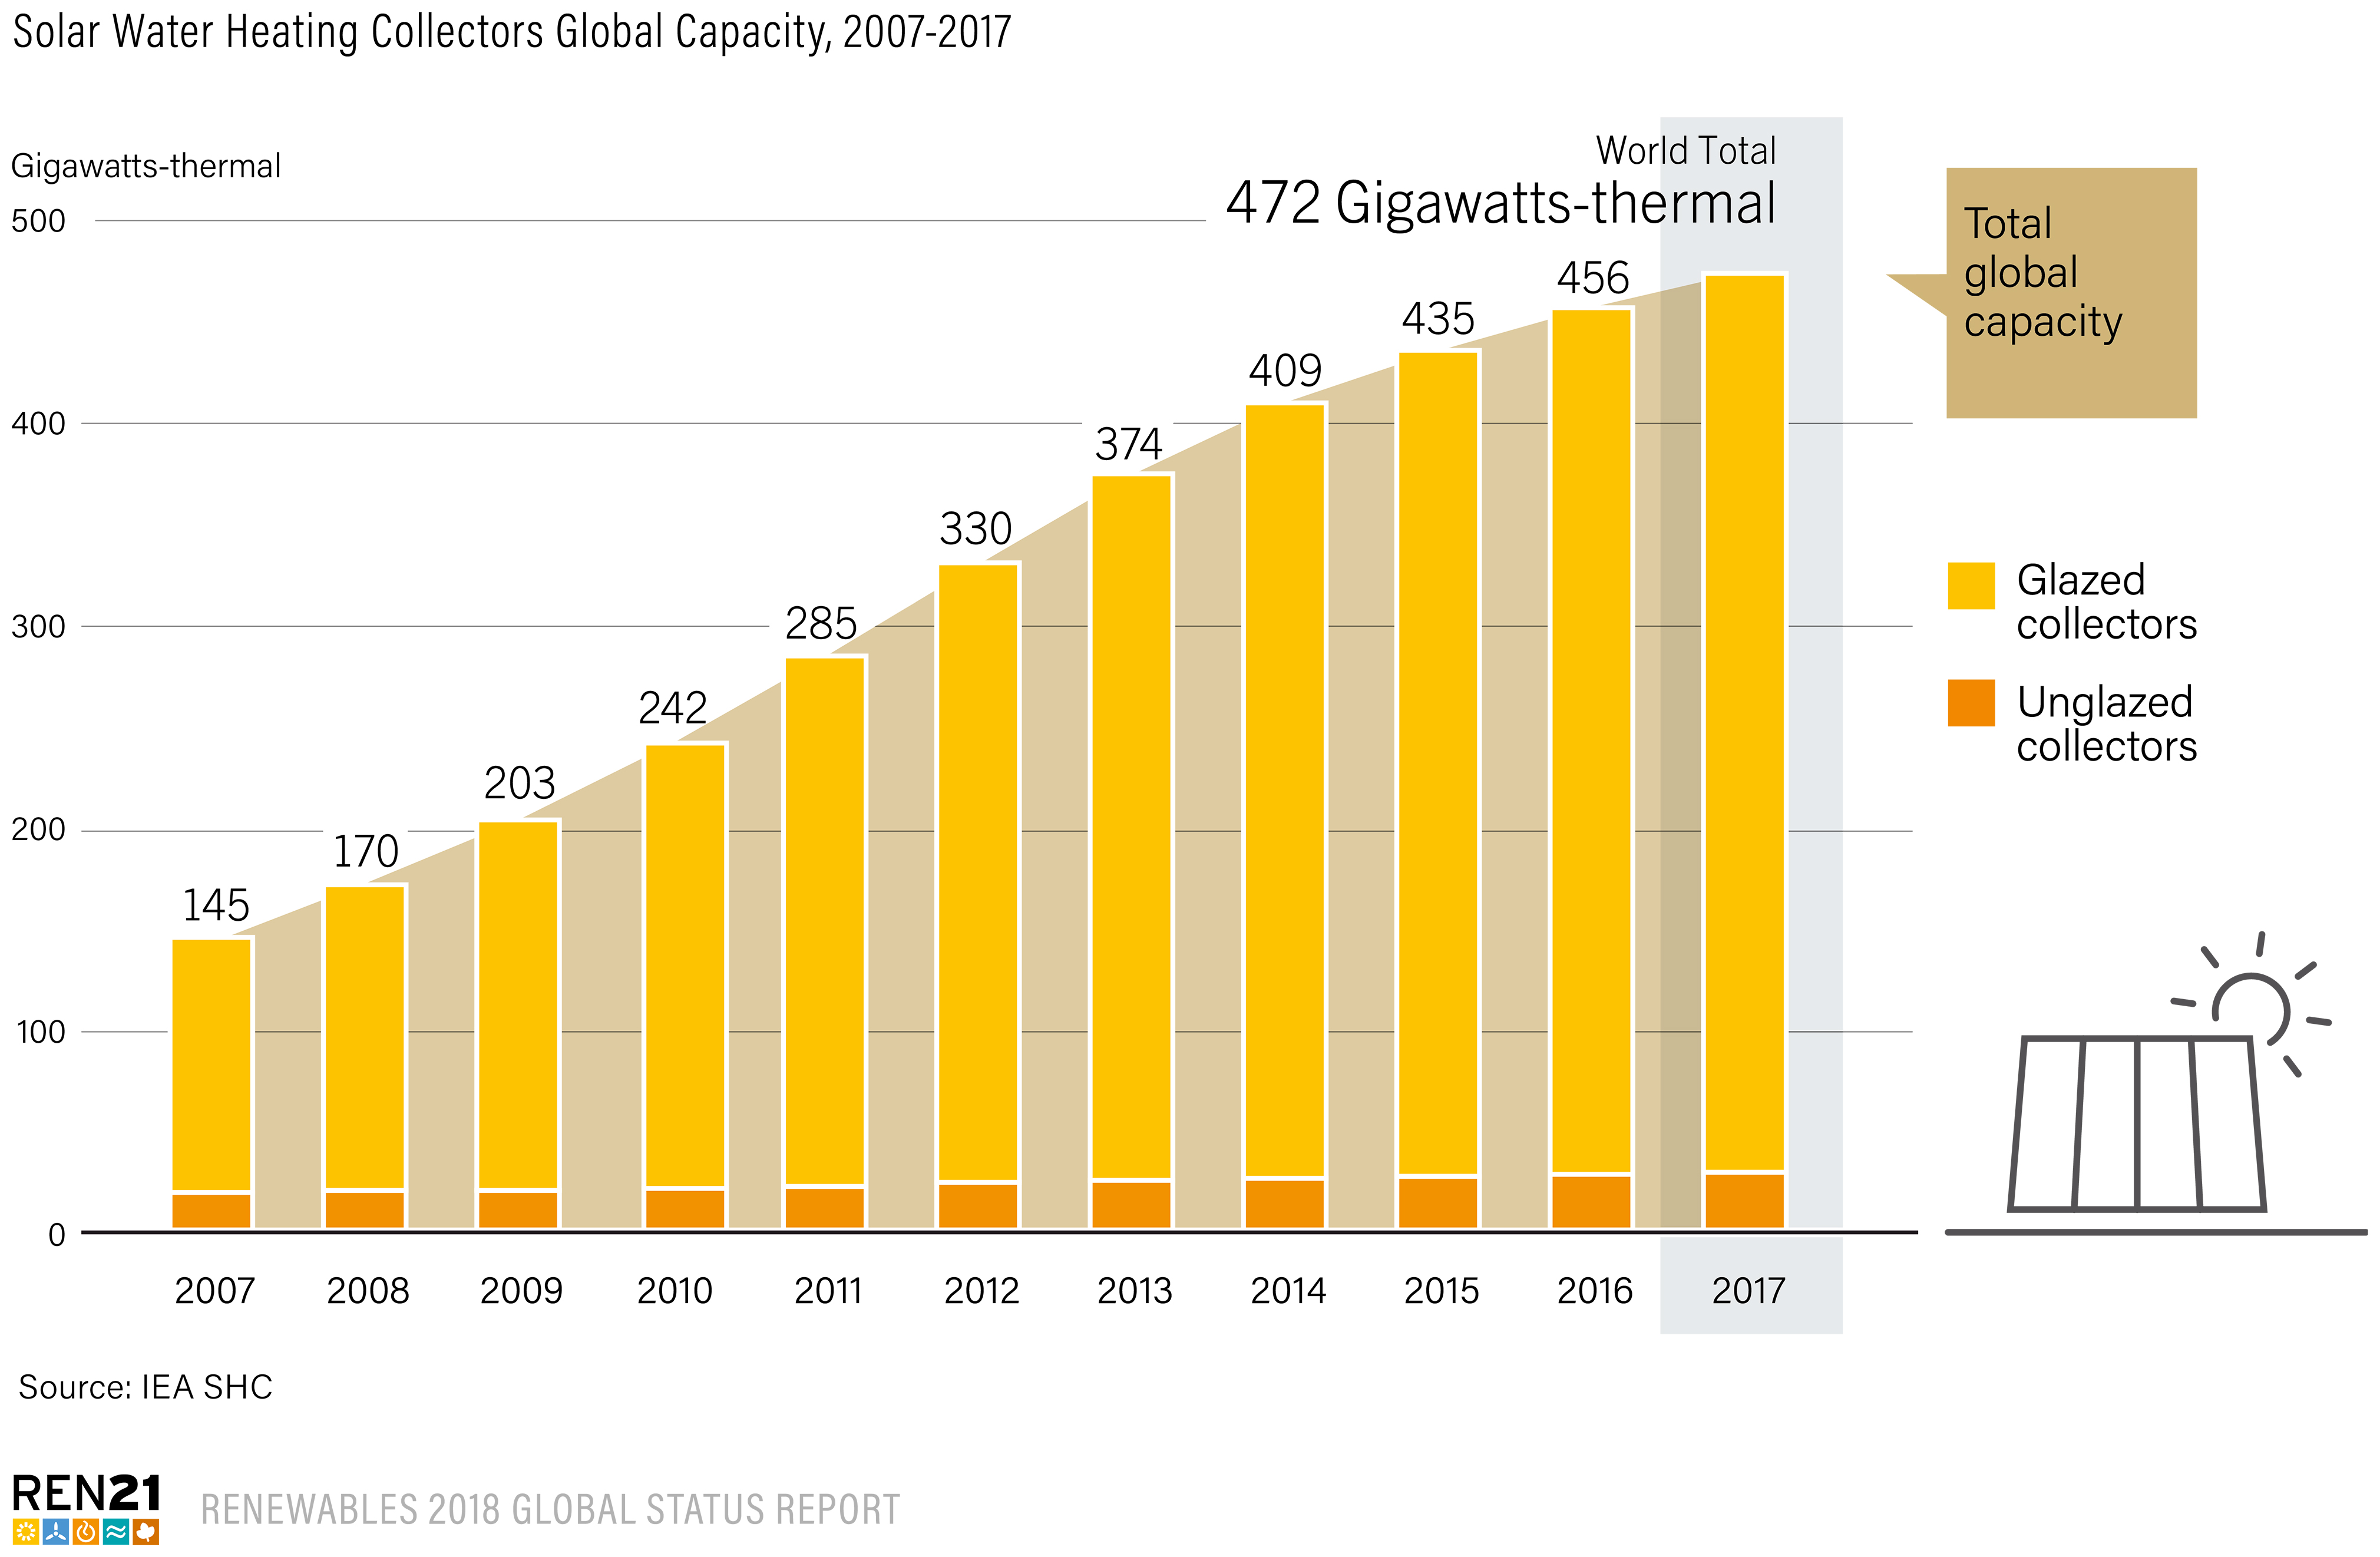 Solar Water Heating Collectors Global Capacity, 2007-2017
Gigawatts-thermal
World Total
472 Gigawatts-thermal
500
400
300
200
100
0
145
170
203
242
285
330
374
409
435
456
Total
global
capacity
Glazed
collectors
Unglazed
collectors
2007 2008 2009 2010 2011 2012 2013 2014 2015 2016 2017
Source: IEA SHC
REN21
RENEWABLES 2018 GLOBAL STATUS REPORT